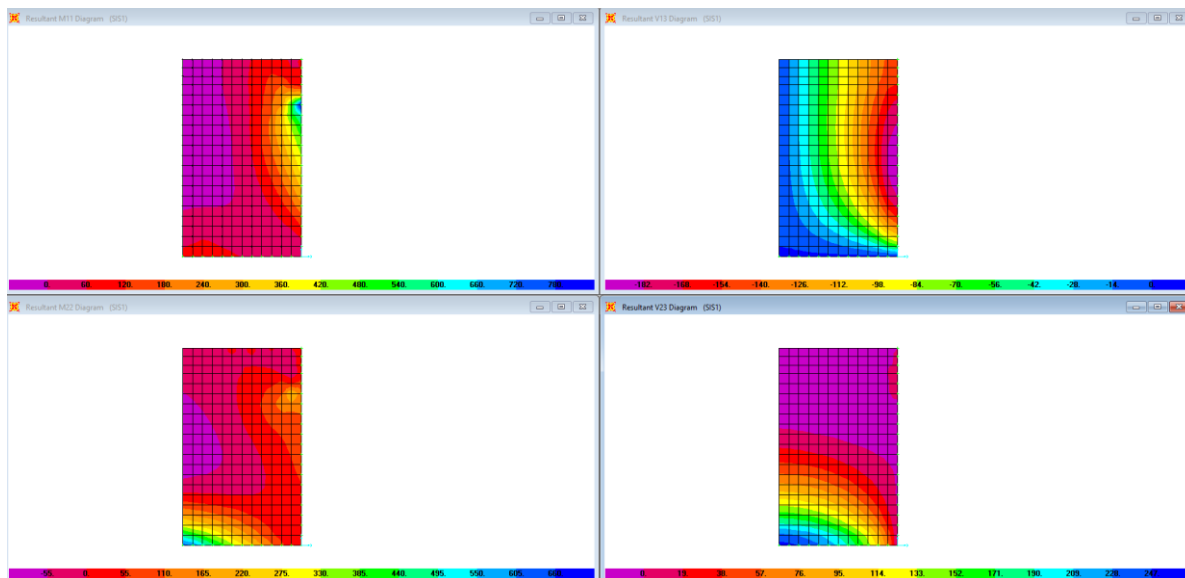 Resultant M11 Diagram (SIS1)
Resultant V13 Diagram (SIS1)
0. 60. 120. 180. 240. 300. 360. 420. 480. 540. 600. 660. 720. 780.
-182. -168. -154. -140. -126. -112. -98. -84. -70. -56. -42. -28. -14. 0.
Resultant M22 Diagram (SIS1)
Resultant V23 Diagram (SIS1)
-55. 0. 55. 110. 165. 220. 275. 330. 385. 440. 495. 550. 605. 660.
0. 19. 38. 57. 76. 95. 114. 133. 152. 171. 190. 209. 228. 247.